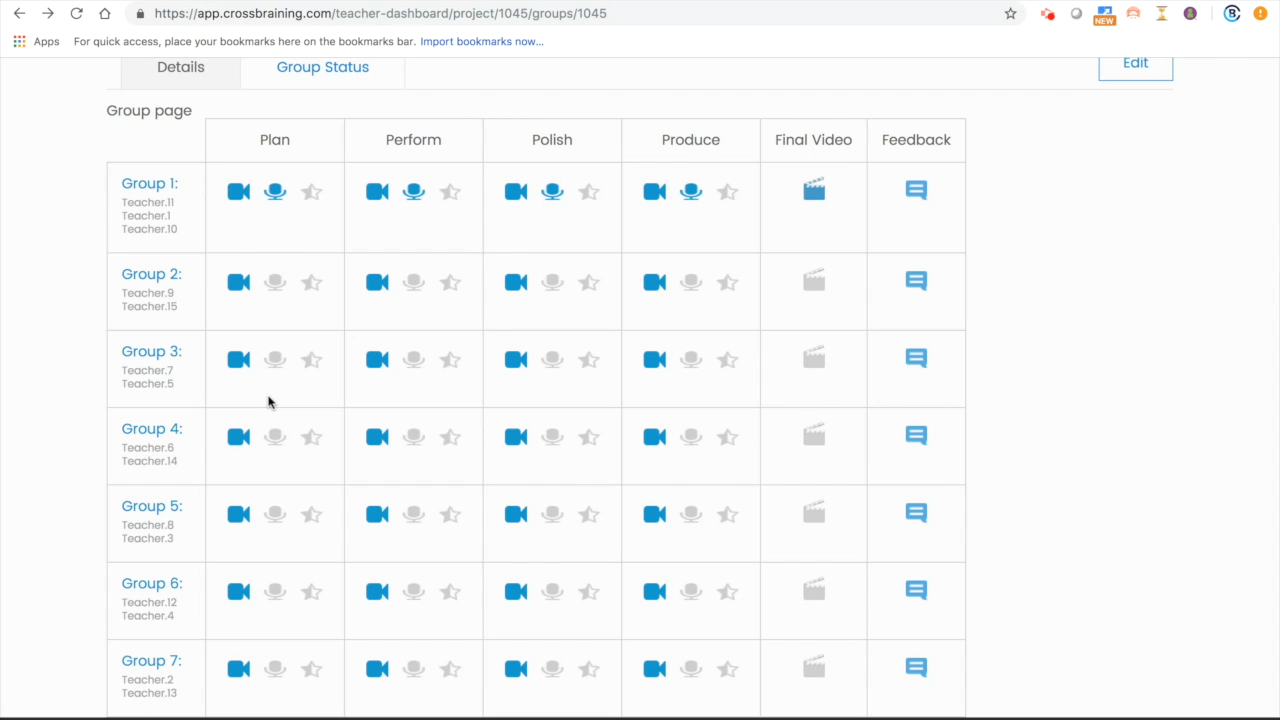 https://app.crossbraining.com/teacher-dashboard/project/1045/groups/1045
NEW
Apps For quick access, place your bookmarks here on the bookmarks bar. Import bookmarks now...
Details Group Status Edit
Group page
Plan Perform Polish Produce Final Video Feedback
Group 1:
Teacher.11
Teacher.1
Teacher.10
Group 2:
Teacher.9
Teacher.15
Group 3:
Teacher.7
Teacher.5
Group 4:
Teacher.6
Teacher.14
Group 5:
Teacher.8
Teacher.3
Group 6:
Teacher.12
Teacher.4
Group 7:
Teacher.2
Teacher.13